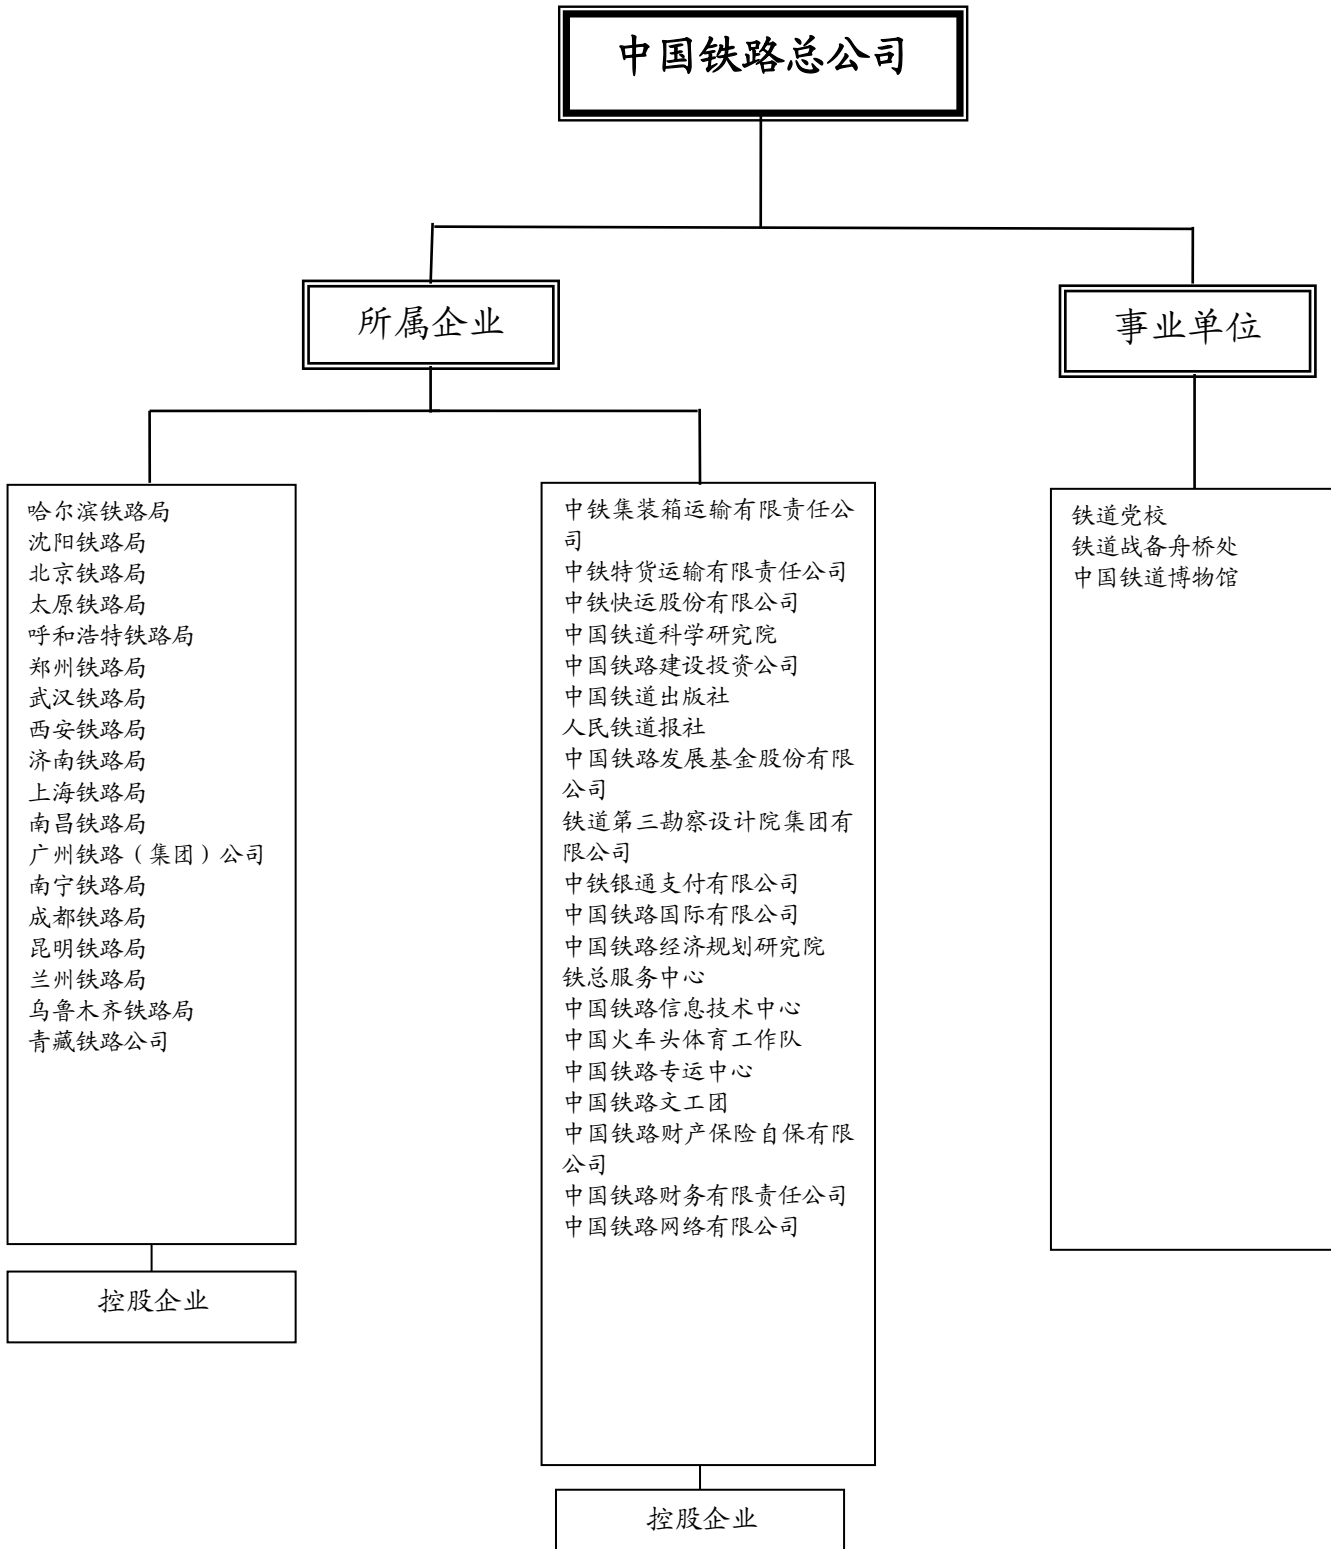 中国铁路总公司
所属企业
事业单位
哈尔滨铁路局
沈阳铁路局
北京铁路局
太原铁路局
呼和浩特铁路局
郑州铁路局
武汉铁路局
西安铁路局
济南铁路局
上海铁路局
南昌铁路局
广州铁路（集团）公司
南宁铁路局
成都铁路局
昆明铁路局
兰州铁路局
乌鲁木齐铁路局
青藏铁路公司
控股企业
中铁集装箱运输有限责任公
司
中铁特货运输有限责任公司
中铁快运股份有限公司
中国铁道科学研究院
中国铁路建设投资公司
中国铁道出版社
人民铁道报社
中国铁路发展基金股份有限
公司
铁道第三勘察设计院集团有
限公司
中铁银通支付有限公司
中国铁路国际有限公司
中国铁路经济规划研究院
铁总服务中心
中国铁路信息技术中心
中国火车头体育工作队
中国铁路专运中心
中国铁路文工团
中国铁路财产保险自保有限
公司
中国铁路财务有限责任公司
中国铁路网络有限公司
控股企业
铁道党校
铁道战备舟桥处
中国铁道博物馆